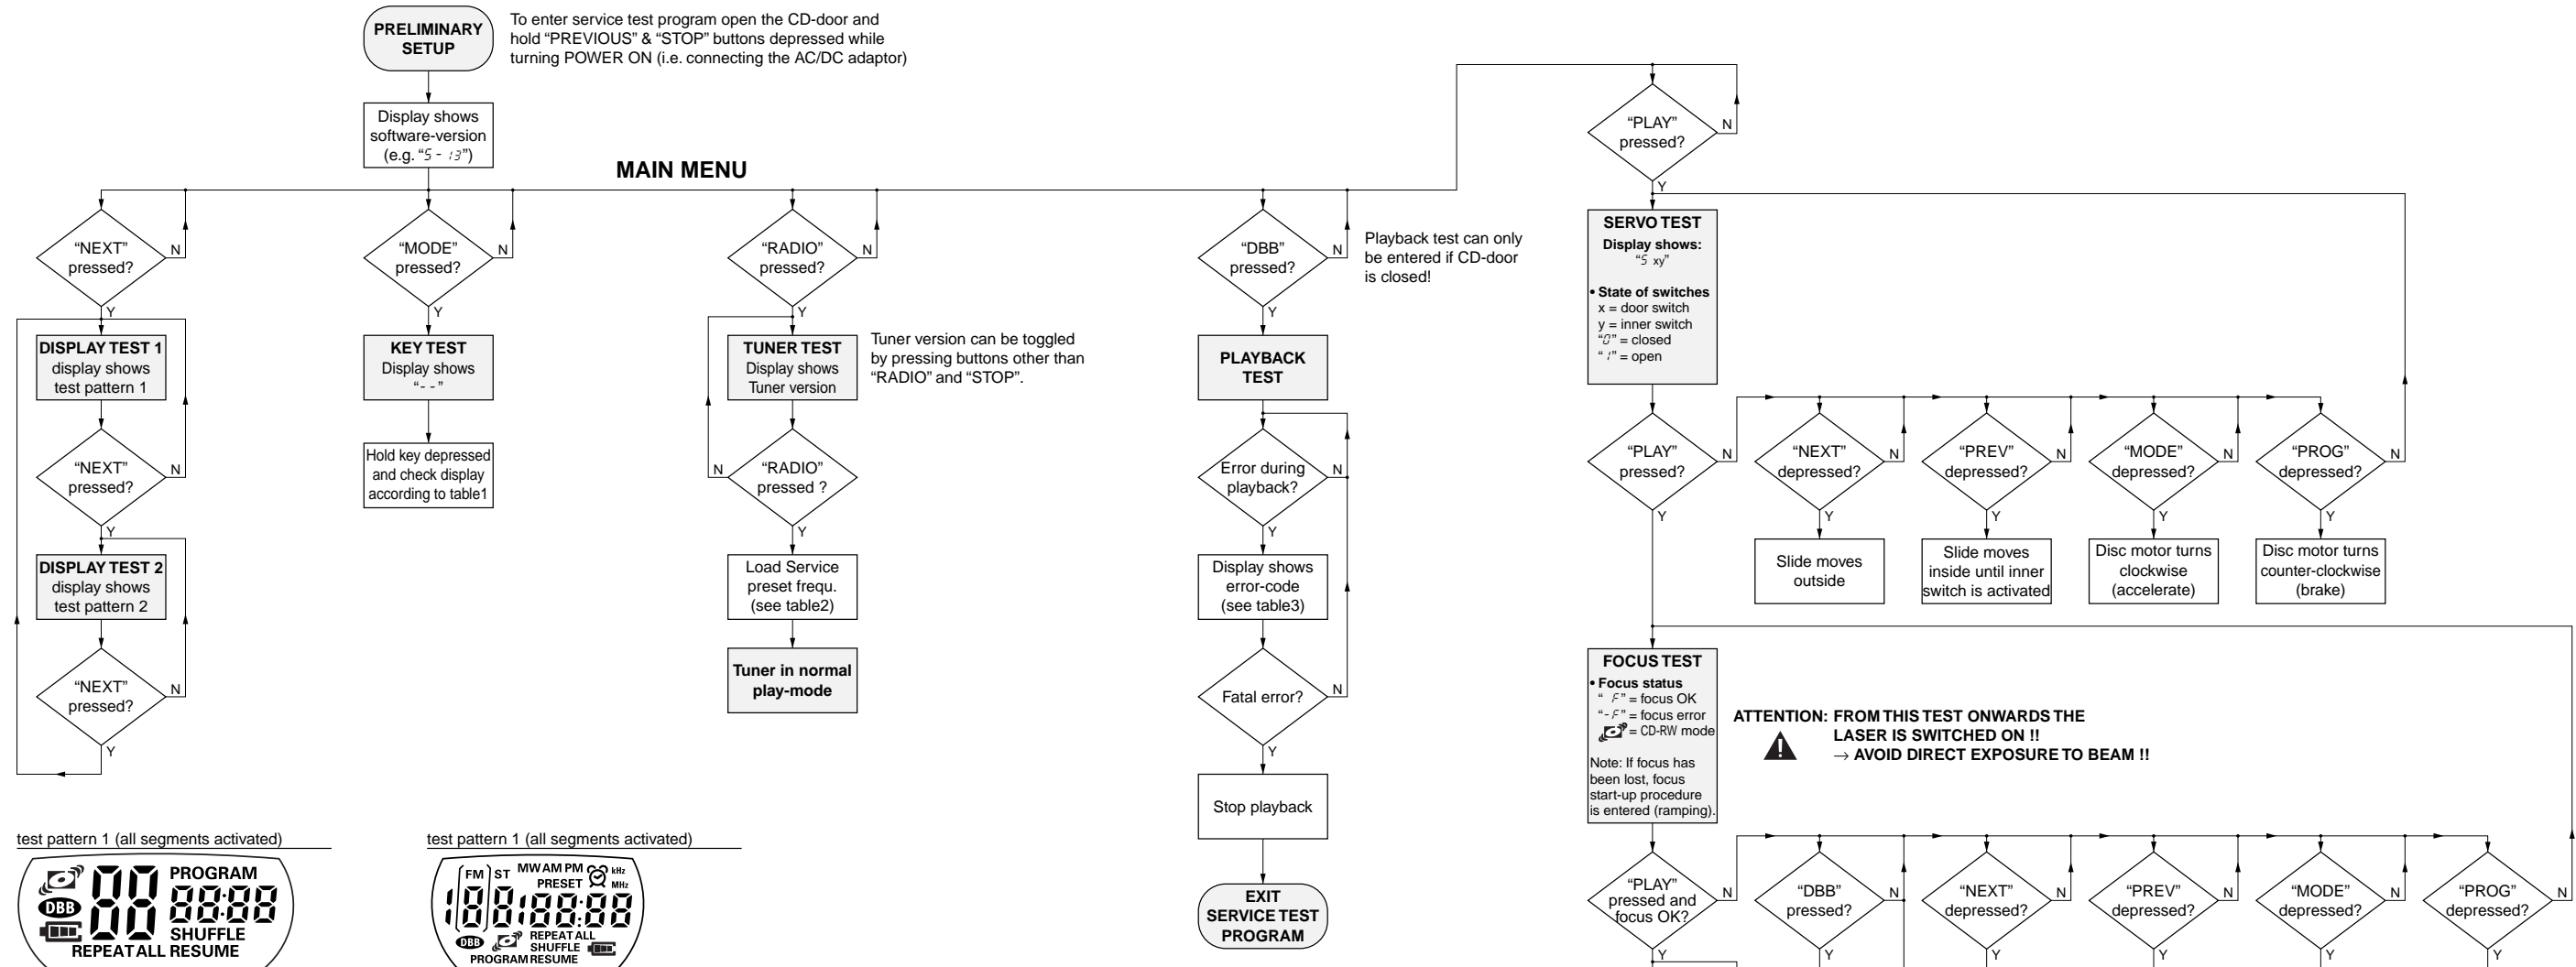 PRELIMINARY
SETUP
To enter service test program open the CD-door and
hold “PREVIOUS” & “STOP” buttons depressed while
turning POWER ON (i.e. connecting the AC/DC adaptor)
Display shows
software-version
(e.g. “5 - 13”)
MAIN MENU
“NEXT”
pressed?
N
Y
DISPLAY TEST 1
display shows
test pattern 1
“NEXT”
pressed?
N
Y
DISPLAY TEST 2
display shows
test pattern 2
“NEXT”
pressed?
N
Y
“MODE”
pressed?
N
Y
KEY TEST
Display shows
“- -”
Hold key depressed
and check display
according to table1
“RADIO”
pressed?
N
Y
TUNER TEST
Display shows
Tuner version
Tuner version can be toggled
by pressing buttons other than
“RADIO” and “STOP”.
“RADIO”
pressed ?
N
Y
Load Service
preset frequ.
(see table2)
Tuner in normal
play-mode
“DBB”
pressed?
N
Y
Playback test can only
be entered if CD-door
is closed!
PLAYBACK
TEST
Error during
playback?
N
Y
Display shows
error-code
(see table3)
Fatal error?
N
Y
Stop playback
EXIT
SERVICE TEST
PROGRAM
“PLAY”
pressed?
N
Y
SERVO TEST
Display shows:
“5 xy”
• State of switches
x = door switch
y = inner switch
“0” = closed
“1” = open
“PLAY”
pressed?
N
Y
“NEXT”
depressed?
N
Y
Slide moves
outside
“PREV”
depressed?
N
Y
Slide moves
inside until inner
switch is activated
“MODE”
depressed?
N
Y
Disc motor turns
clockwise
(accelerate)
“PROG”
depressed?
N
Y
Disc motor turns
counter-clockwise
(brake)
FOCUS TEST
• Focus status
“ F” = focus OK
“-F” = focus error
= CD-RW mode
Note: If focus has
been lost, focus
start-up procedure
is entered (ramping).
ATTENTION: FROM THIS TEST ONWARDS THE
LASER IS SWITCHED ON !!
→ AVOID DIRECT EXPOSURE TO BEAM !!
“PLAY”
pressed and
focus OK?
N
Y
“DBB”
pressed?
N
Y
“NEXT”
depressed?
N
Y
“PREV”
depressed?
N
Y
“MODE”
depressed?
N
Y
“PROG”
depressed?
N
Y
test pattern 1 (all segments activated)
PROGRAM
88 88:88
DBB
SHUFFLE
REPEAT ALL RESUME
test pattern 1 (all segments activated)
FM ST MW AM PM kHz
PRESET MHz
188188:88
DBB REPEAT ALL
SHUFFLE
PROGRAM RESUME